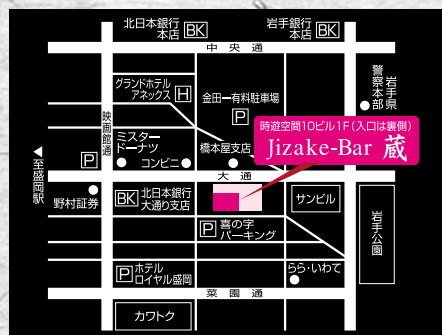 北日本銀行
本店
BK
岩手銀行
本店
BK
中央通
グランドホテル
アネックス
H
金田一有料駐車場
P
岩手県
警察本部
映画館通
ミスター
ドーナツ
コンビニ
橋本屋支店
時遊空間10ビル1F(入口は裏側)
Jizake-Bar 蔵
至盛岡駅
P
大通
野村証券
BK
北日本銀行
大通り支店
サンビル
岩手公園
P
喜の字
パーキング
P
ホテル
ロイヤル盛岡
らら・いわて
菜園通
カワトク